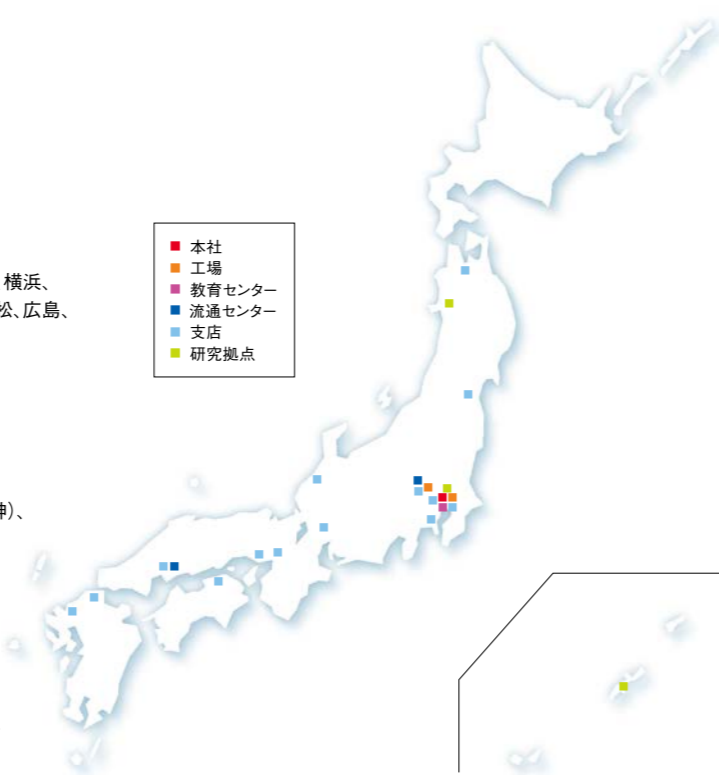 横浜、
松、広島、
神)、
本社
工場
教育センター
流通センター
支店
研究拠点